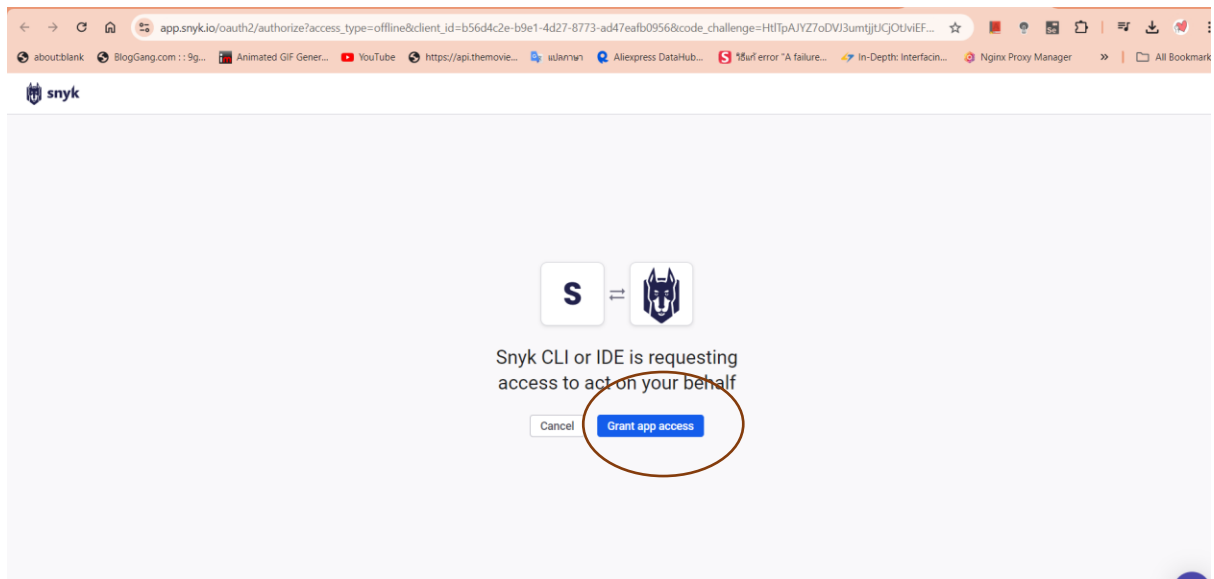 app.snyk.io/oauth2/authorize?access_type=offline&client_id=b56d4c2e-b9e1-4d27-8773-ad47eafb0956&code_challenge=HtlTpAJYZ7oDVJ3umtjjtJCjOtJviEF...
about:blank BlogGang.com : : 9g... Animated GIF Gener... YouTube https://api.themovie... แปลภาษา Aliexpress DataHub... วิธีแก้ error "A failure... In-Depth: Interfacin... Nginx Proxy Manager » All Bookmark
snyk
S
Snyk CLI or IDE is requesting
access to act on your behalf
Cancel Grant app access